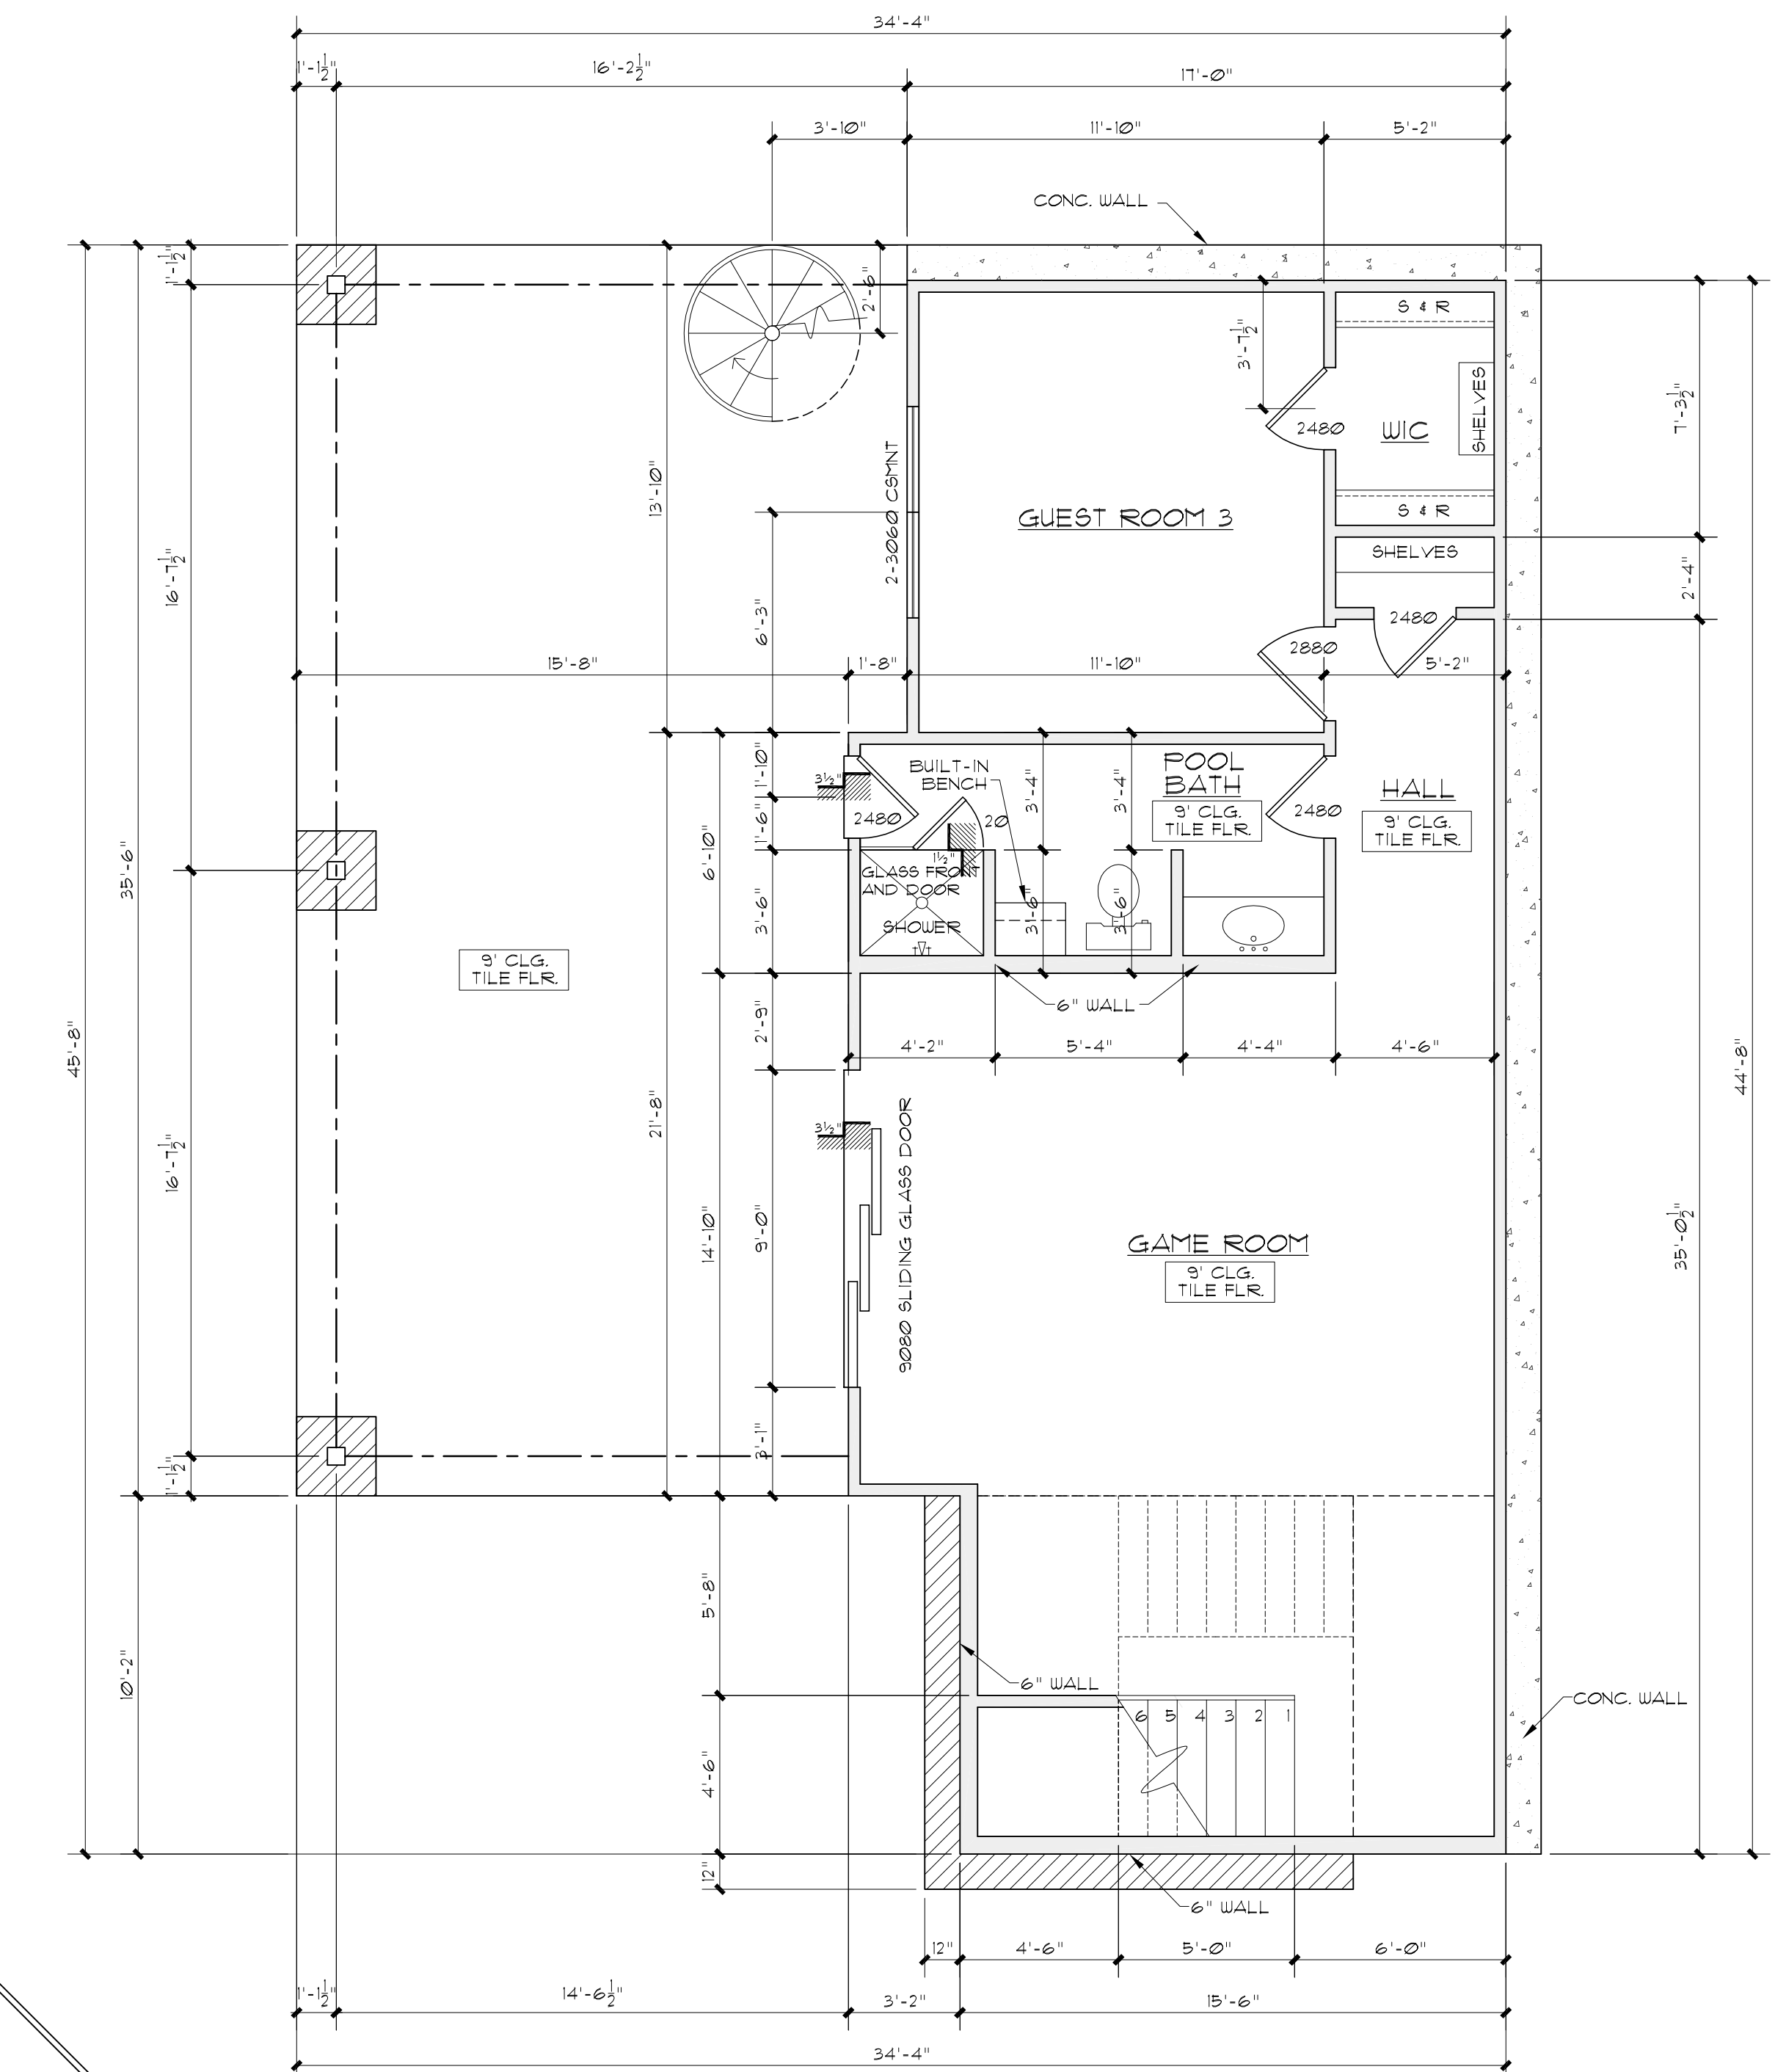 34'-4"
1'-1½"
16'-2½"
17'-0"
3'-10"
11'-10"
5'-2"
CONC. WALL
1'-1½"
2'-6"
S & R
3'-7½"
SHELVES
7'-3½"
2480
WIC
2-3060 CSMNT
13'-10"
GUEST ROOM 3
S & R
SHELVES
16'-7½"
2'-4"
6'-3"
2480
2880
15'-8"
1'-8"
11'-10"
5'-2"
1'-10"
3½"
BUILT-IN
BENCH
3'-4"
3'-4"
POOL
BATH
9' CLG.
TILE FLR.
HALL
9' CLG.
TILE FLR.
2480
20
2480
1'-6"
35'-6"
6'-10"
1½"
GLASS FRONT
AND DOOR
SHOWER
3'-6"
3'-6"
3'-6"
9' CLG.
TILE FLR.
6" WALL
2'-9"
45'-8"
44'-8"
4'-2"
5'-4"
4'-4"
4'-6"
21'-8"
16'-7½"
3½"
9080 SLIDING GLASS DOOR
14'-10"
9'-0"
GAME ROOM
9' CLG.
TILE FLR.
35'-0½"
3'-1"
1'-1½"
5'-8"
10'-2"
6" WALL
CONC. WALL
6 5 4 3 2 1
4'-6"
12"
6" WALL
12"
4'-6"
5'-0"
6'-0"
1'-1½"
14'-6½"
3'-2"
15'-6"
34'-4"